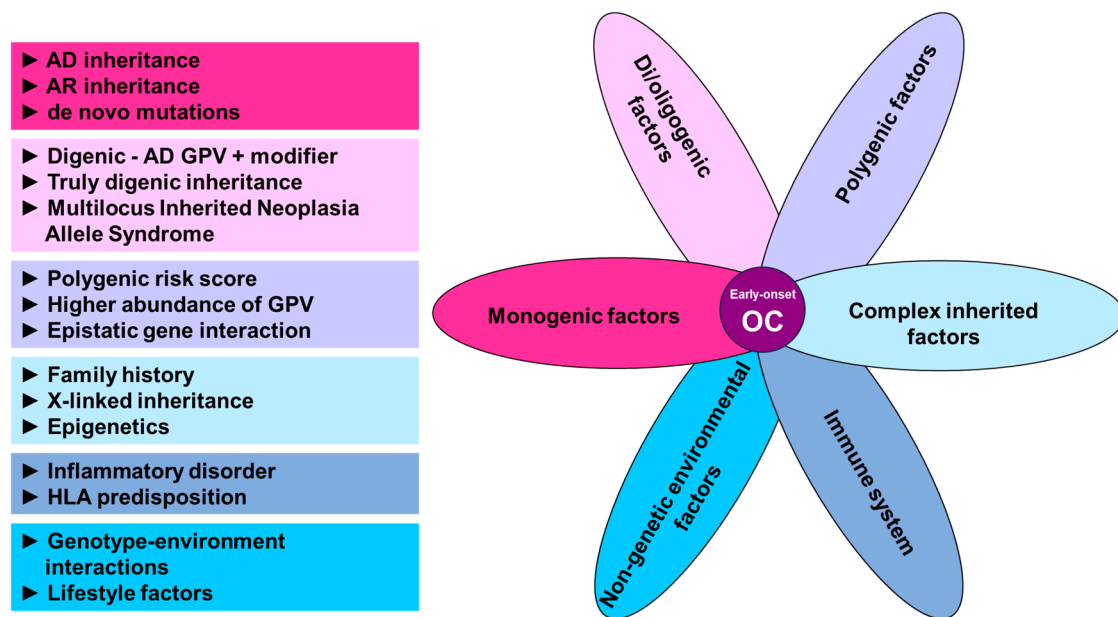 ► AD inheritance
► AR inheritance
► de novo mutations
► Digenic - AD GPV + modifier
► Truly digenic inheritance
► Multilocus Inherited Neoplasia
Allele Syndrome
► Polygenic risk score
► Higher abundance of GPV
► Epistatic gene interaction
► Family history
► X-linked inheritance
► Epigenetics
► Inflammatory disorder
► HLA predisposition
► Genotype-environment
interactions
► Lifestyle factors
Di/oligogenic
factors
Polygenic factors
Monogenic factors
Early-onset
OC
Complex inherited
factors
Non-genetic environmental
factors
Immune system